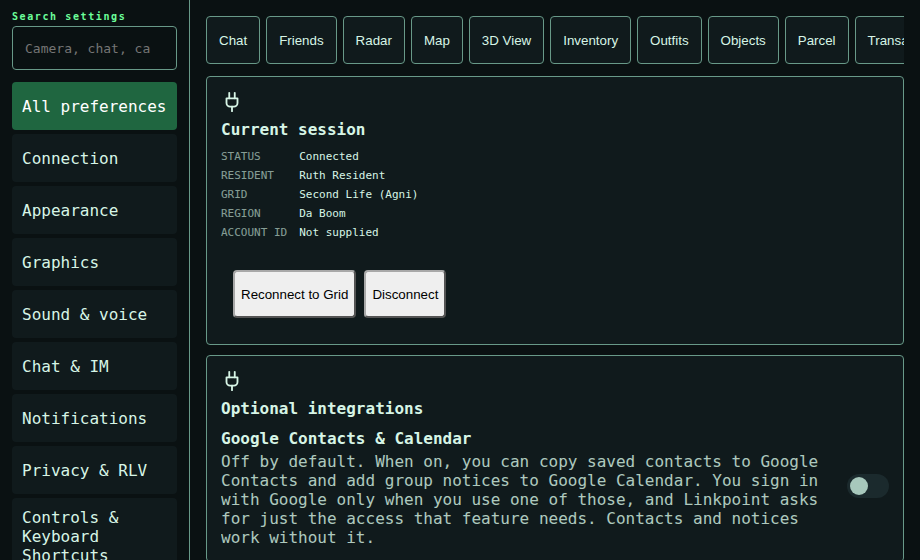 Search settings
Camera, chat, ca
All preferences
Connection
Appearance
Graphics
Sound & voice
Chat & IM
Notifications
Privacy & RLV
Controls &
Keyboard
Shortcuts
Chat
Friends
Radar
Map
3D View
Inventory
Outfits
Objects
Parcel
Transa
Current session
STATUS Connected
RESIDENT Ruth Resident
GRID Second Life (Agni)
REGION Da Boom
ACCOUNT ID Not supplied
Reconnect to Grid
Disconnect
Optional integrations
Google Contacts & Calendar
Off by default. When on, you can copy saved contacts to Google
Contacts and add group notices to Google Calendar. You sign in
with Google only when you use one of those, and Linkpoint asks
for just the access that feature needs. Contacts and notices
work without it.